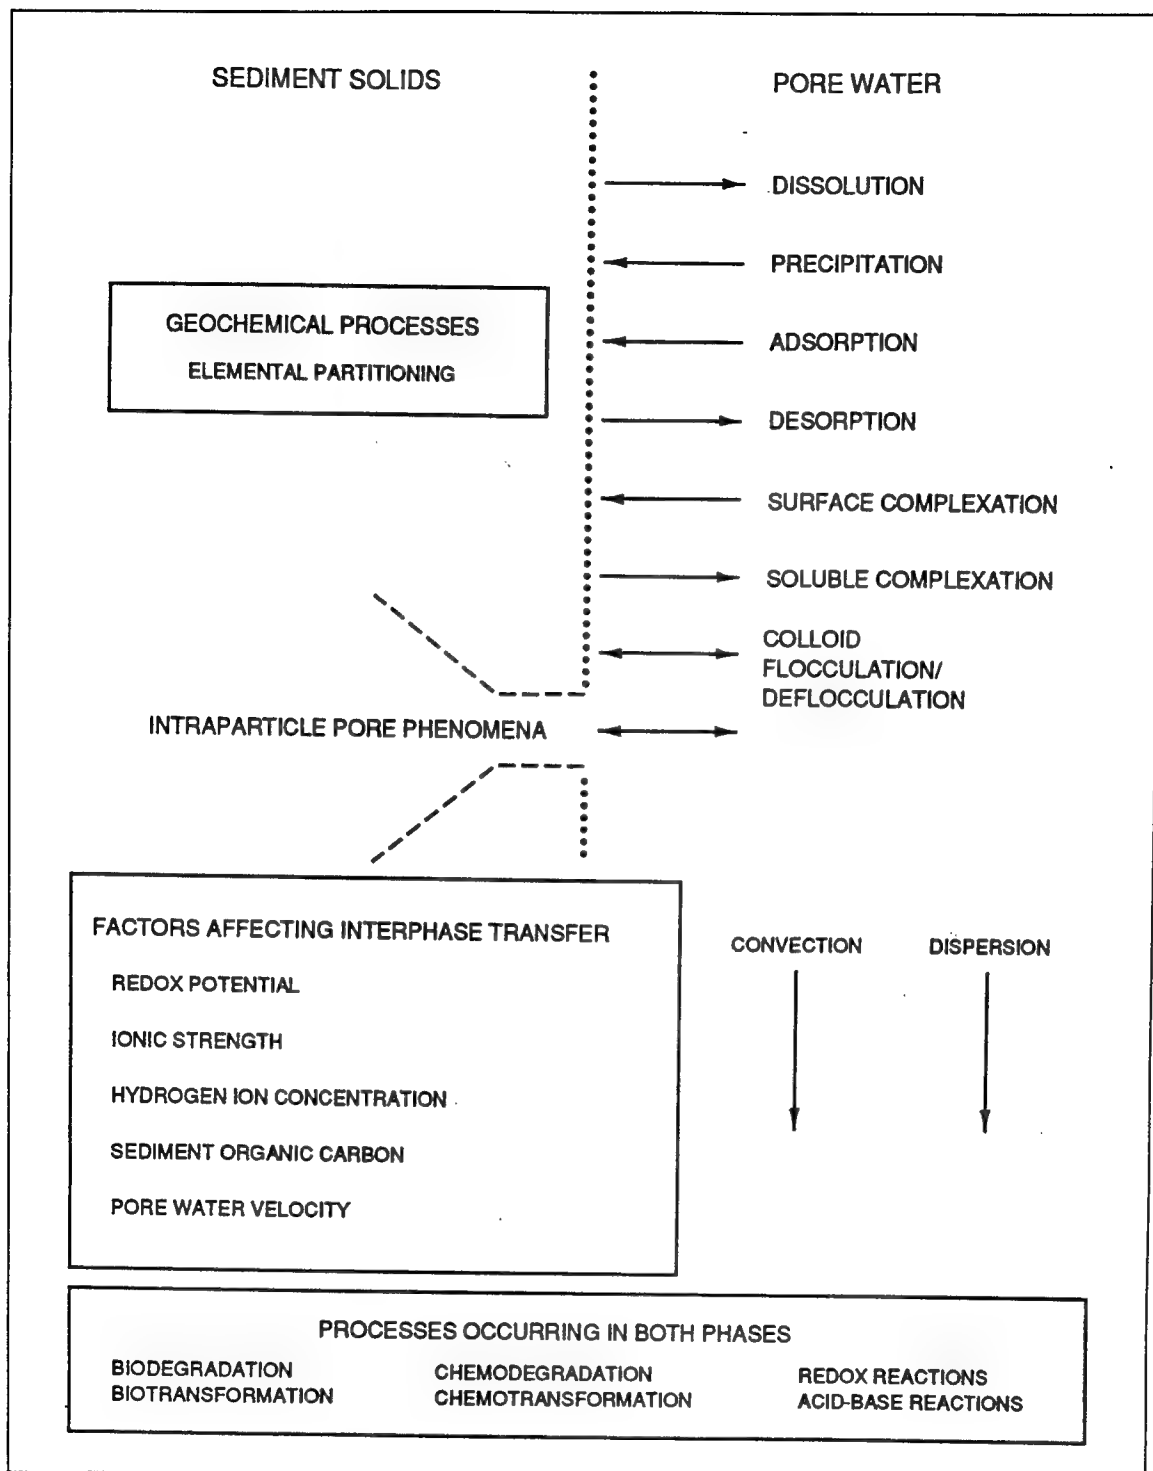 SEDIMENT SOLIDS
PORE WATER
DISSOLUTION
PRECIPITATION
GEOCHEMICAL PROCESSES
ELEMENTAL PARTITIONING
ADSORPTION
DESORPTION
SURFACE COMPLEXATION
SOLUBLE COMPLEXATION
COLLOID
FLOCCULATION/
DEFLOCCULATION
INTRAPARTICLE PORE PHENOMENA
FACTORS AFFECTING INTERPHASE TRANSFER
REDOX POTENTIAL
IONIC STRENGTH
HYDROGEN ION CONCENTRATION
SEDIMENT ORGANIC CARBON
PORE WATER VELOCITY
CONVECTION
DISPERSION
PROCESSES OCCURRING IN BOTH PHASES
BIODEGRADATION
BIOTRANSFORMATION
CHEMODEGRADATION
CHEMOTRANSFORMATION
REDOX REACTIONS
ACID-BASE REACTIONS